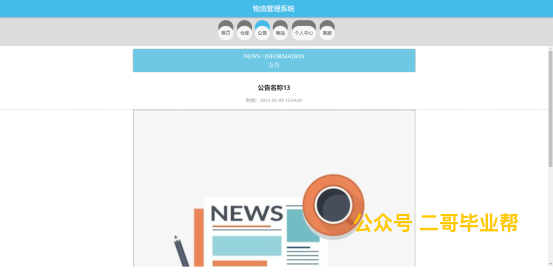 物流管理系统
首页 仓库 公告 商品 个人中心 客服
NEWS / INFORMATION
公告
公告名称13
时间：2023-05-09 15:04:29
NEWS
公众号 二哥毕业帮